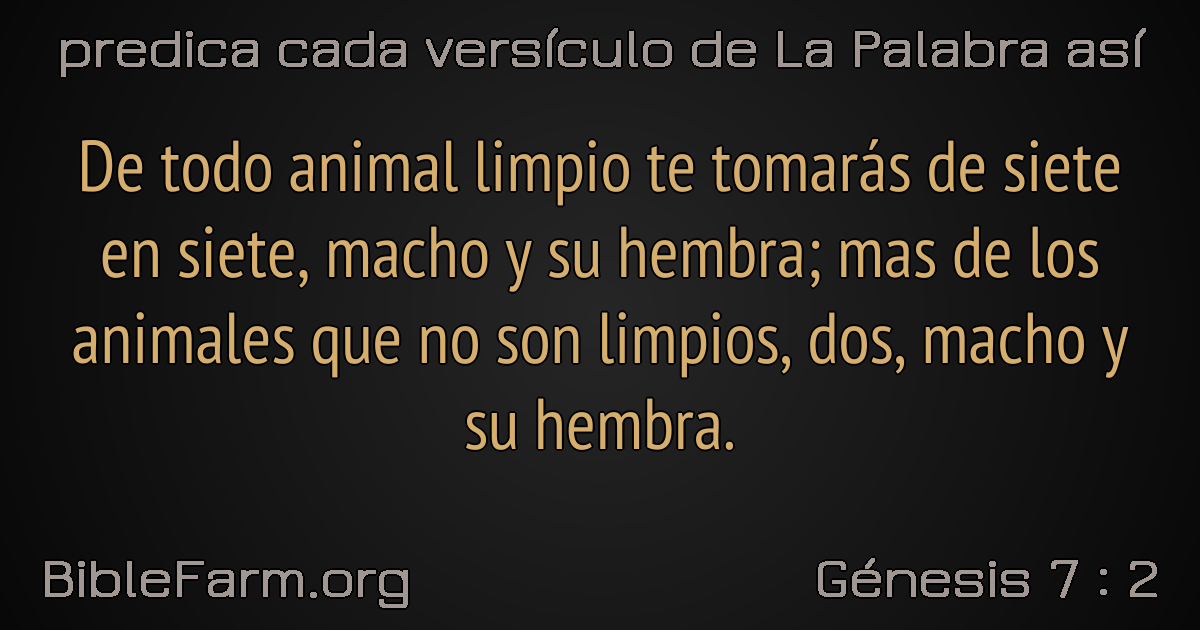 predica cada versículo de La Palabra así
De todo animal limpio te tomarás de siete
en siete, macho y su hembra; mas de los
animales que no son limpios, dos, macho y
su hembra.
BibleFarm.org
Génesis 7 : 2